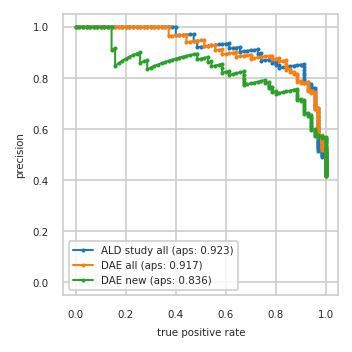 1.0
0.8
0.6
0.4
0.2
0.0
precision
ALD study all (aps: 0.923)
DAE all (aps: 0.917)
DAE new (aps: 0.836)
0.0 0.2 0.4 0.6 0.8 1.0
true positive rate